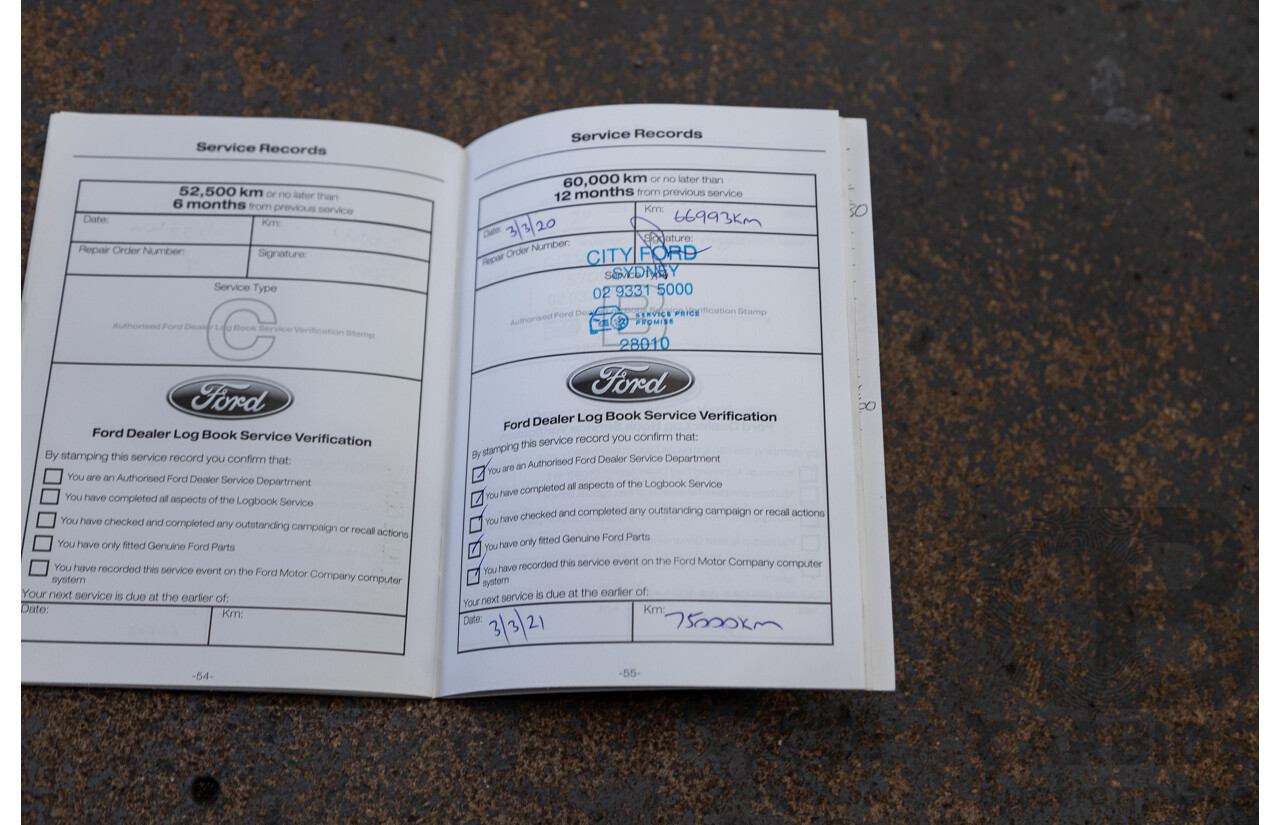 Service Records
52,500 km or no later than
6 months from previous service
Date:
Km:
Repair Order Number:
Signature:
Service Type
C
Authorised Ford Dealer Log Book Service Verification Stamp
Ford
Ford Dealer Log Book Service Verification
By stamping this service record you confirm that:
You are an Authorised Ford Dealer Service Department
You have completed all aspects of the Logbook Service
You have checked and completed any outstanding campaign or recall actions
You have only fitted Genuine Ford Parts
You have recorded this service event on the Ford Motor Company computer
system
Your next service is due at the earlier of:
Date:
Km:
-54-
Service Records
60,000 km or no later than
12 months from previous service
Date: 3/3/20
Km: 66993KM
Repair Order Number:
Signature:
CITY FORD
SYDNEY
Service Type
02 9331 5000
B
Authorised Ford Dealer Log Book Service Verification Stamp
SERVICE PRICE
PROMISE
28010
Ford
Ford Dealer Log Book Service Verification
By stamping this service record you confirm that:
You are an Authorised Ford Dealer Service Department
You have completed all aspects of the Logbook Service
You have checked and completed any outstanding campaign or recall actions
You have only fitted Genuine Ford Parts
You have recorded this service event on the Ford Motor Company computer
system
Your next service is due at the earlier of:
Date: 3/3/21
Km: 75000KM
-55-